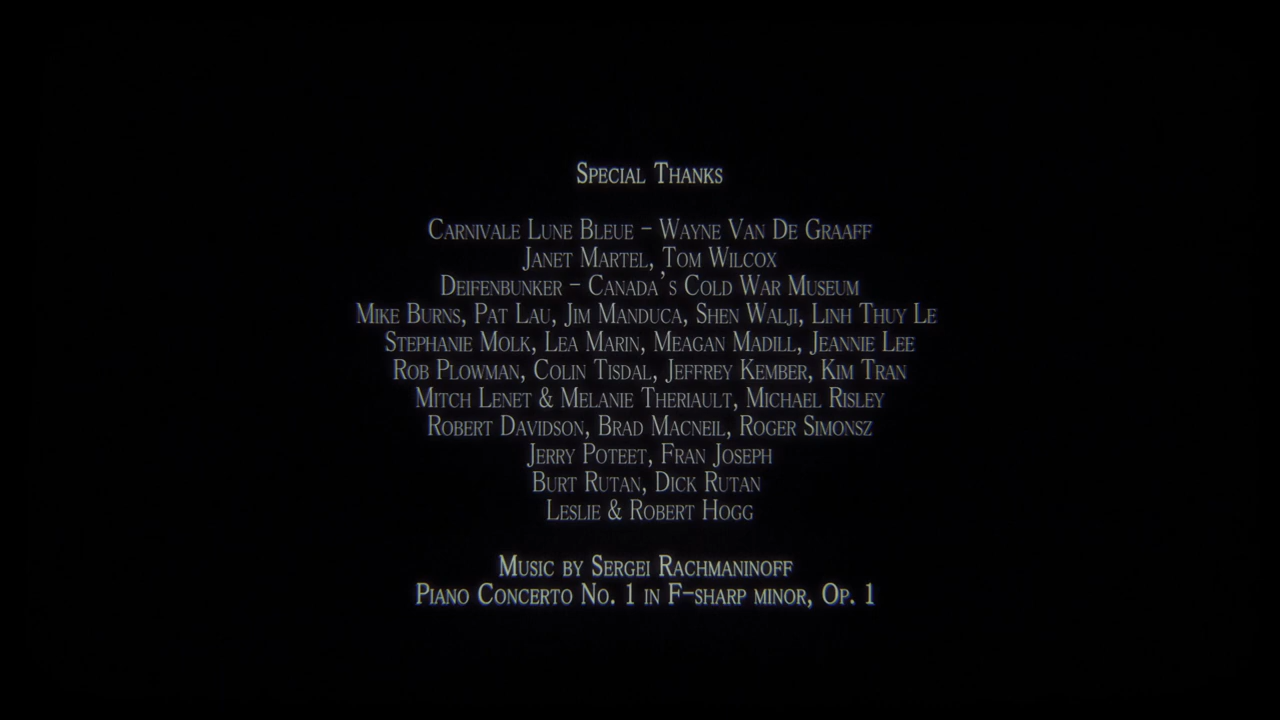 Special Thanks
Carnivale Lune Bleue - Wayne Van De Graaff
Janet Martel, Tom Wilcox
Deifenbunker - Canada's Cold War Museum
Mike Burns, Pat Lau, Jim Manduca, Shen Walji, Linh Thuy Le
Stephanie Molk, Lea Marin, Meagan Madill, Jeannie Lee
Rob Plowman, Colin Tisdal, Jeffrey Kember, Kim Tran
Mitch Lenet & Melanie Theriault, Michael Risley
Robert Davidson, Brad Macneil, Roger Simonsz
Jerry Poteet, Fran Joseph
Burt Rutan, Dick Rutan
Leslie & Robert Hogg
Music by Sergei Rachmaninoff
Piano Concerto No. 1 in F-sharp minor, Op. 1